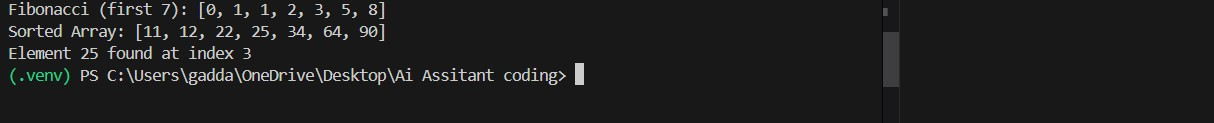 Fibonacci (first 7): [0, 1, 1, 2, 3, 5, 8]
Sorted Array: [11, 12, 22, 25, 34, 64, 90]
Element 25 found at index 3
(.venv) PS C:\Users\gadda\OneDrive\Desktop\Ai Assitant coding>